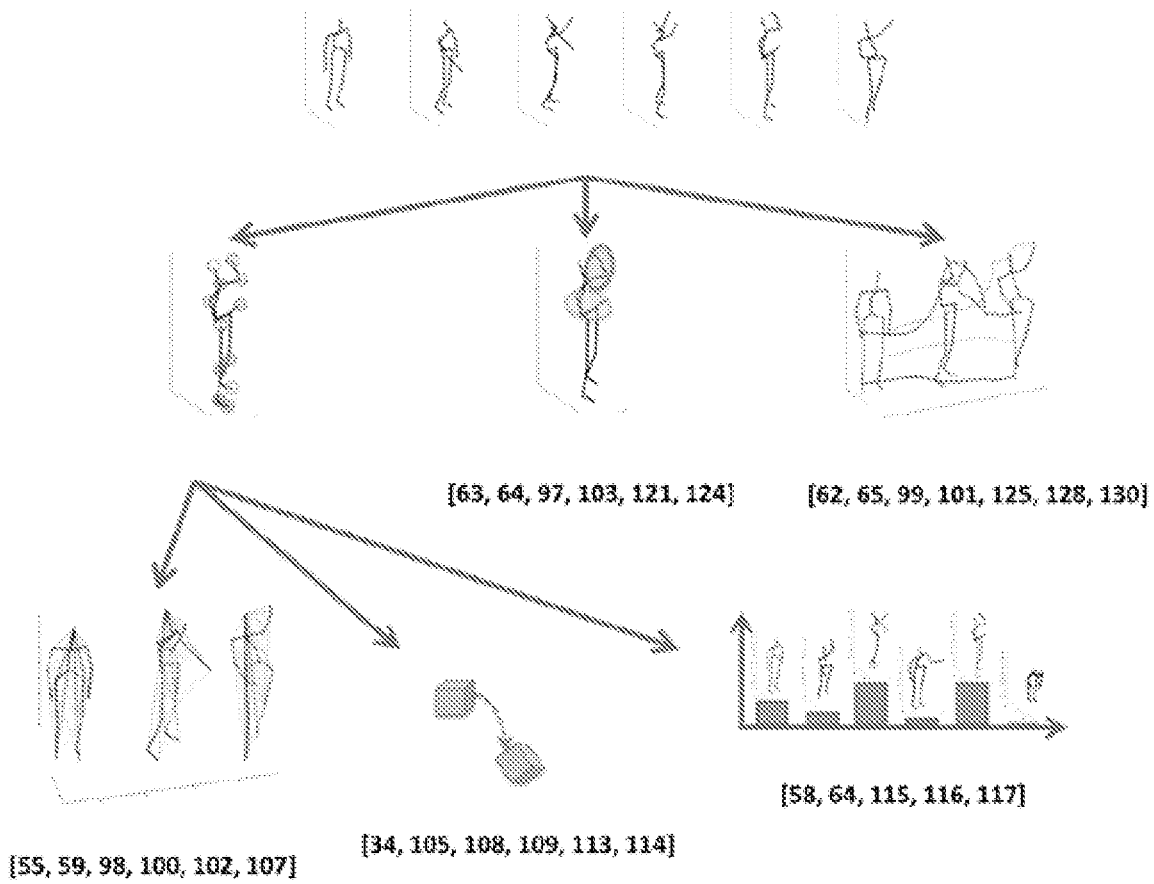 [63, 64, 97, 103, 121, 124]
[62, 65, 99, 101, 125, 128, 130]
[58, 64, 115, 116, 117]
[34, 105, 108, 109, 113, 114]
[55, 59, 98, 100, 102, 107]